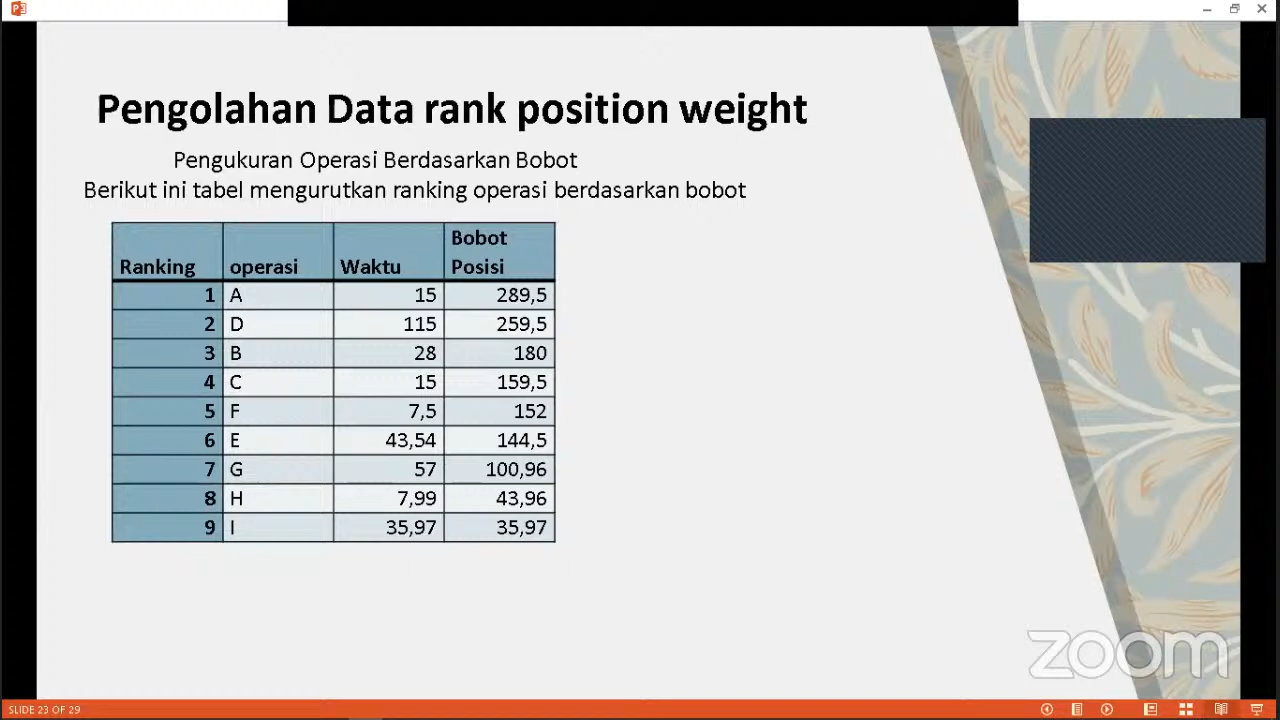 Pengolahan Data rank position weight
Pengukuran Operasi Berdasarkan Bobot
Berikut ini tabel mengurutkan ranking operasi berdasarkan bobot
Ranking operasi Waktu Bobot Posisi
1 A 15 289,5
2 D 115 259,5
3 B 28 180
4 C 15 159,5
5 F 7,5 152
6 E 43,54 144,5
7 G 57 100,96
8 H 7,99 43,96
9 I 35,97 35,97
zoom
SLIDE 23 OF 29